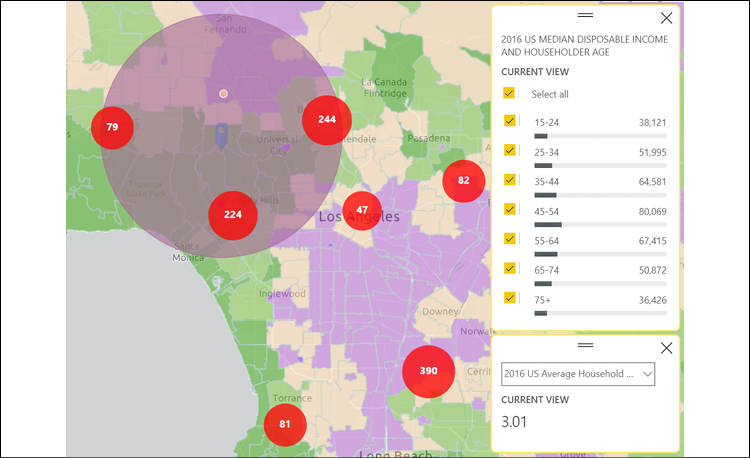 San
Fernando
La Canada
Flintridge
79
244
Universal
City
Glendale
Pasadena
82
Topanga
State Park
224
Hills
47
Los Angeles
Santa
Monica
Inglewood
Downey
Norwalk
390
Torrance
81
Long Beach
Grove
2016 US MEDIAN DISPOSABLE INCOME
AND HOUSEHOLDER AGE
CURRENT VIEW
Select all
15-24 38,121
25-34 51,995
35-44 64,581
45-54 80,069
55-64 67,415
65-74 50,872
75+ 36,426
2016 US Average Household ...
CURRENT VIEW
3.01